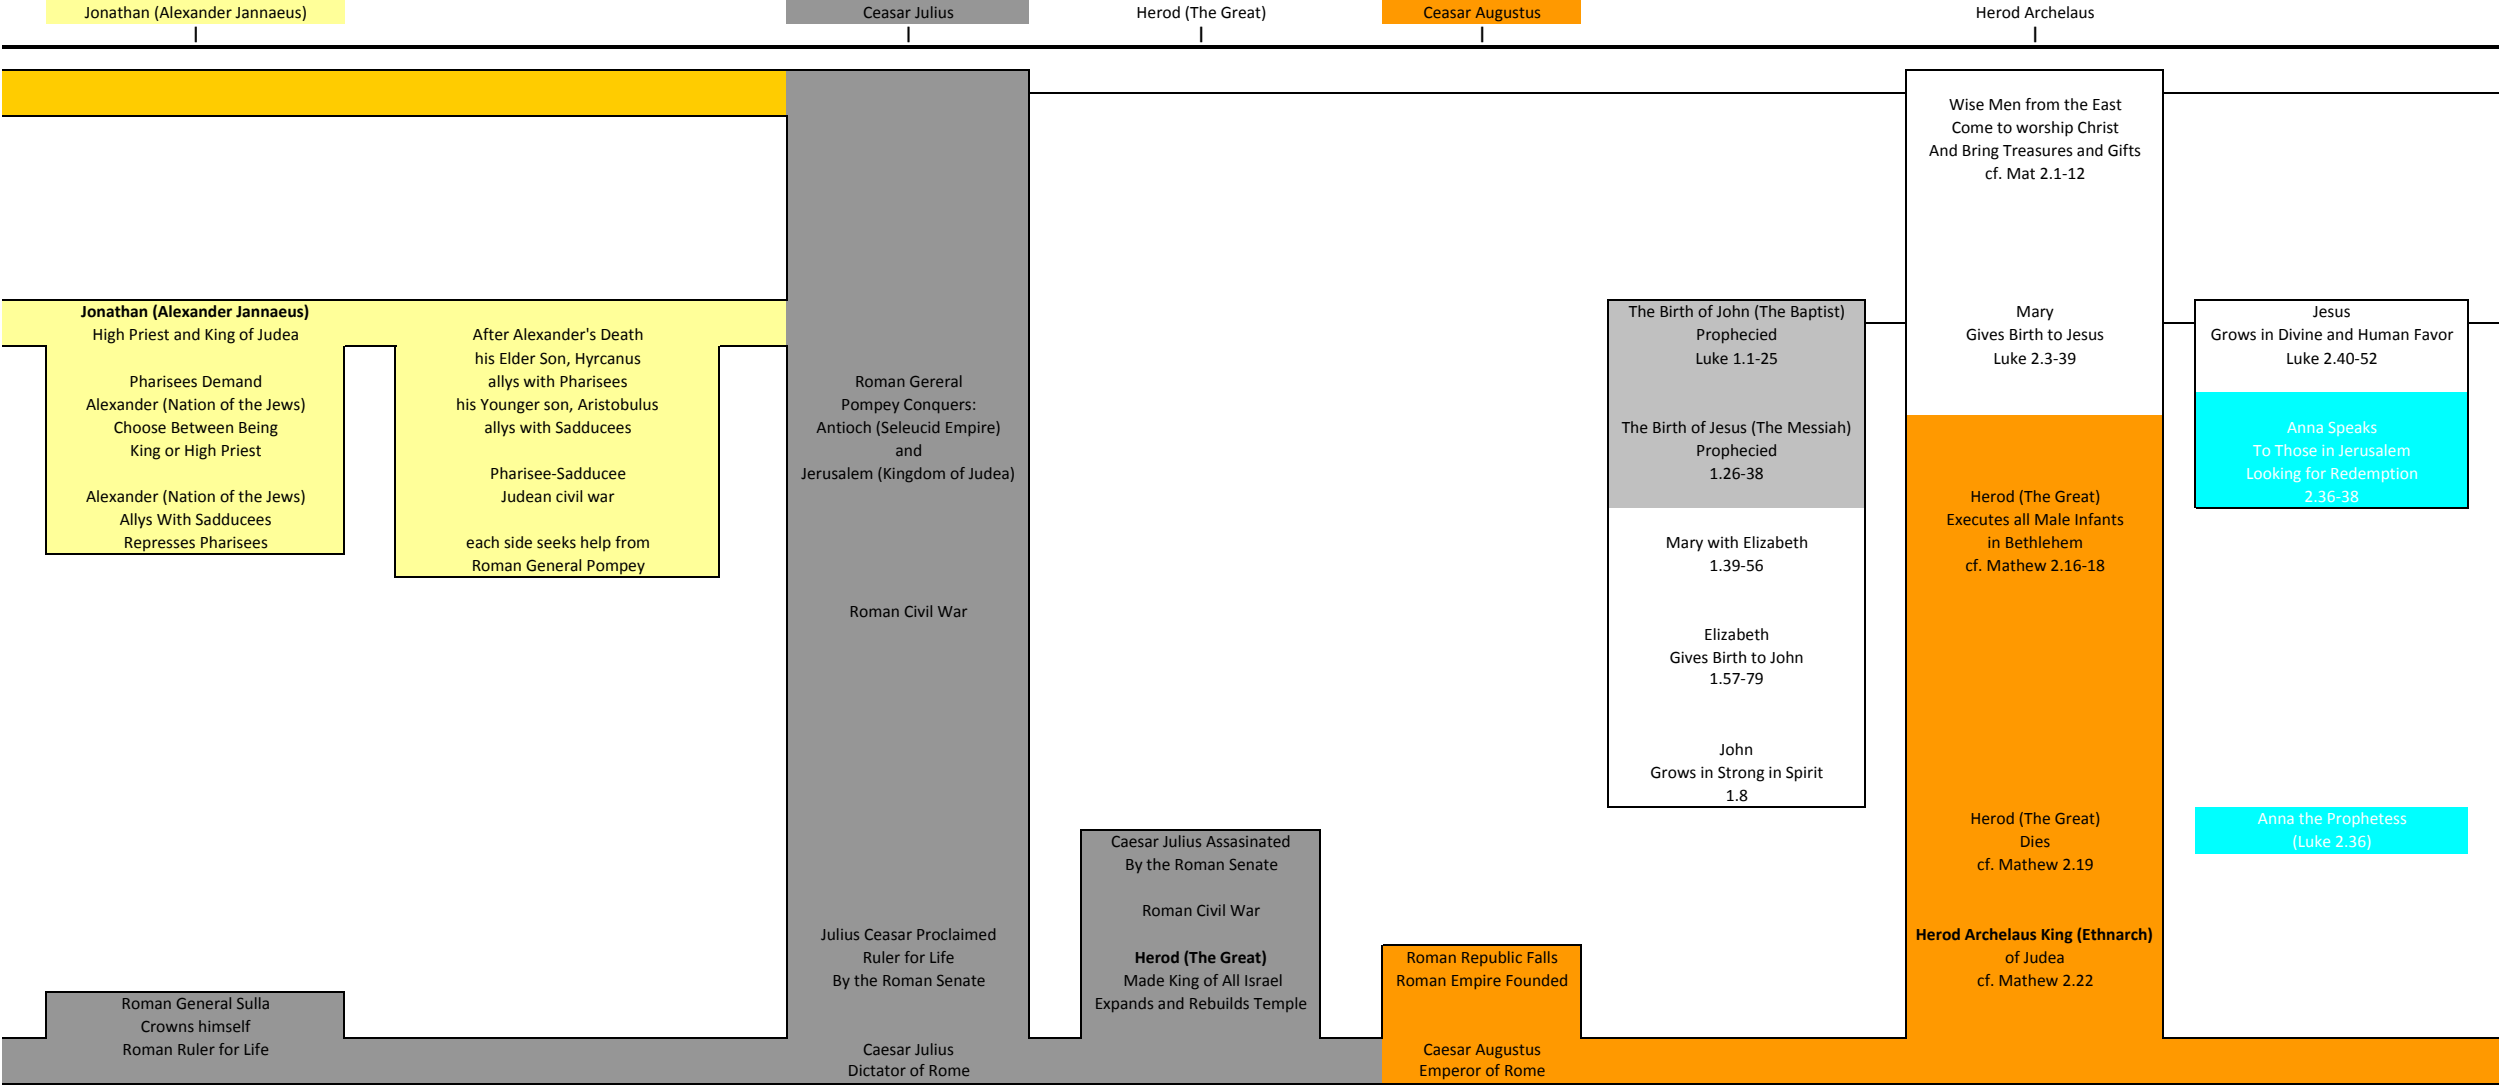 Jonathan (Alexander Jannaeus)
Ceasar Julius
Herod (The Great)
Ceasar Augustus
Herod Archelaus
Jonathan (Alexander Jannaeus)
High Priest and King of Judea
Pharisees Demand
Alexander (Nation of the Jews)
Choose Between Being
King or High Priest
Alexander (Nation of the Jews)
Allys With Sadducees
Represses Pharisees
Roman General Sulla
Crowns himself
Roman Ruler for Life
After Alexander's Death
his Elder Son, Hyrcanus
allys with Pharisees
his Younger son, Aristobulus
allys with Sadducees
Pharisee-Sadducee
Judean civil war
each side seeks help from
Roman General Pompey
Roman Gereral
Pompey Conquers:
Antioch (Seleucid Empire)
and
Jerusalem (Kingdom of Judea)
Roman Civil War
Julius Ceasar Proclaimed
Ruler for Life
By the Roman Senate
Caesar Julius
Dictator of Rome
Caesar Julius Assasinated
By the Roman Senate
Roman Civil War
Herod (The Great)
Made King of All Israel
Expands and Rebuilds Temple
Roman Republic Falls
Roman Empire Founded
Caesar Augustus
Emperor of Rome
The Birth of John (The Baptist)
Prophecied
Luke 1.1-25
The Birth of Jesus (The Messiah)
Prophecied
1.26-38
Mary with Elizabeth
1.39-56
Elizabeth
Gives Birth to John
1.57-79
John
Grows in Strong in Spirit
1.8
Wise Men from the East
Come to worship Christ
And Bring Treasures and Gifts
cf. Mat 2.1-12
Mary
Gives Birth to Jesus
Luke 2.3-39
Herod (The Great)
Executes all Male Infants
in Bethlehem
cf. Mathew 2.16-18
Herod (The Great)
Dies
cf. Mathew 2.19
Herod Archelaus King (Ethnarch)
of Judea
cf. Mathew 2.22
Jesus
Grows in Divine and Human Favor
Luke 2.40-52
Anna Speaks
To Those in Jerusalem
Looking for Redemption
2.36-38
Anna the Prophetess
(Luke 2.36)